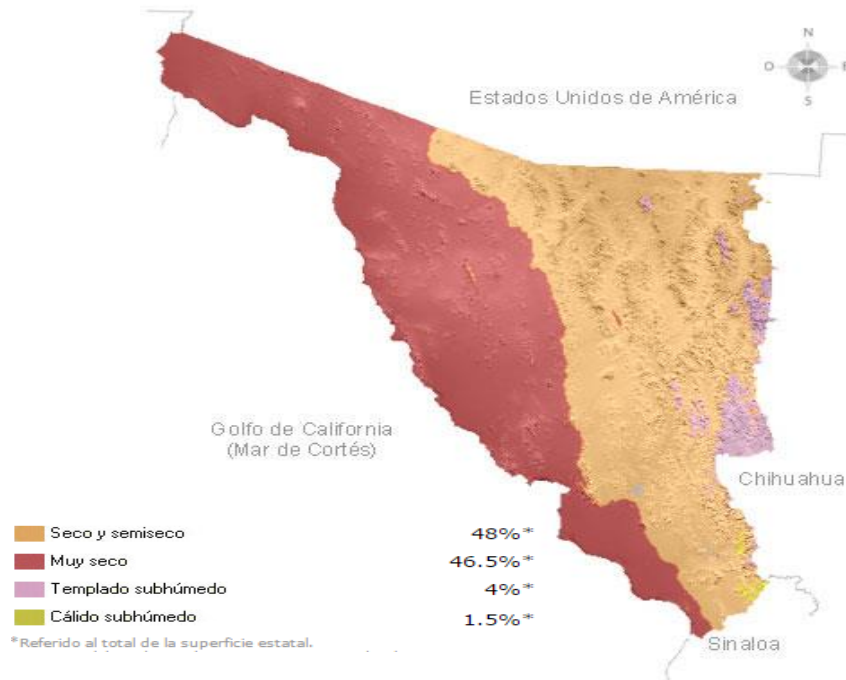 N
O
E
S
Estados Unidos de América
Golfo de California
(Mar de Cortés)
Chihuahua
Seco y semiseco 48%*
Muy seco 46.5%*
Templado subhúmedo 4%*
Cálido subhúmedo 1.5%*
*Referido al total de la superficie estatal.
Sinaloa